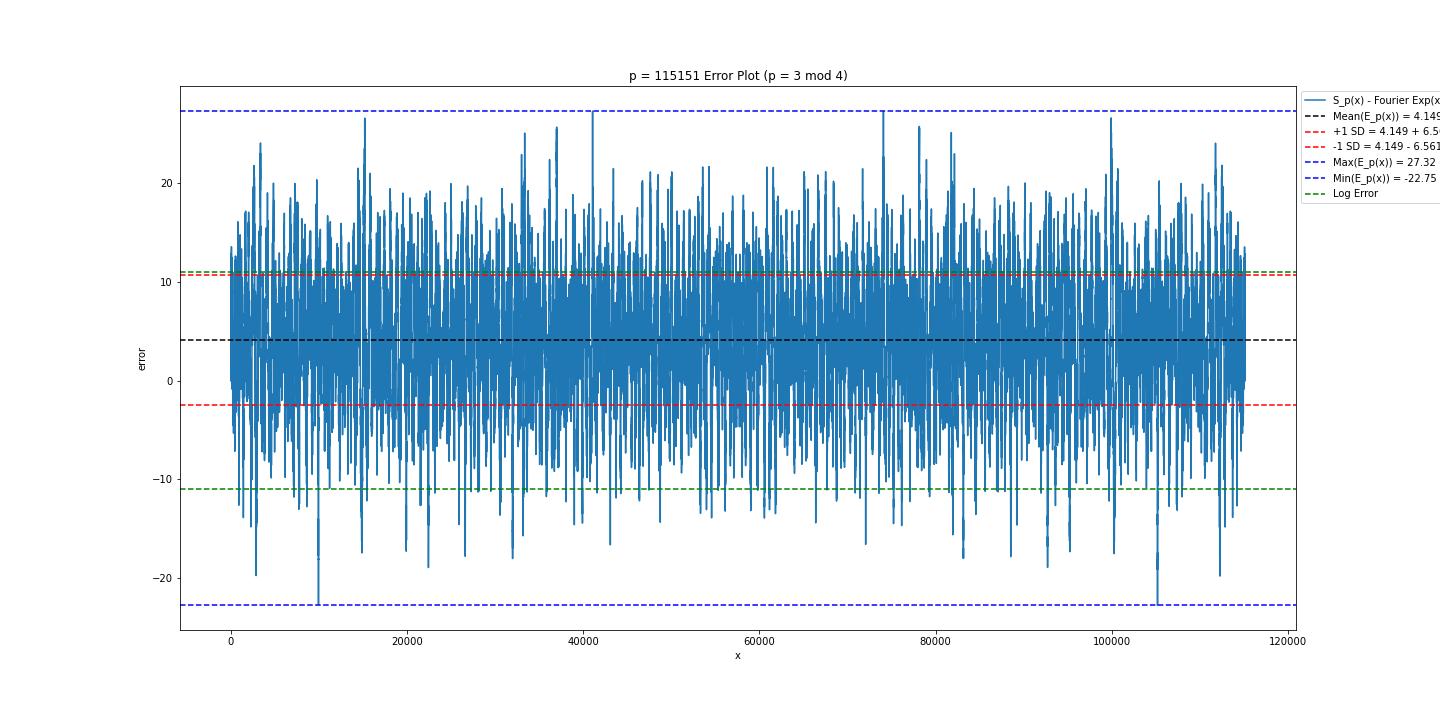 p = 115151 Error Plot (p = 3 mod 4)
S_p(x) - Fourier Exp(x
Mean(E_p(x)) = 4.149
+1 SD = 4.149 + 6.56
-1 SD = 4.149 - 6.561
Max(E_p(x)) = 27.32
Min(E_p(x)) = -22.75
Log Error
error
20
10
0
−10
−20
0
20000
40000
60000
80000
100000
120000
x